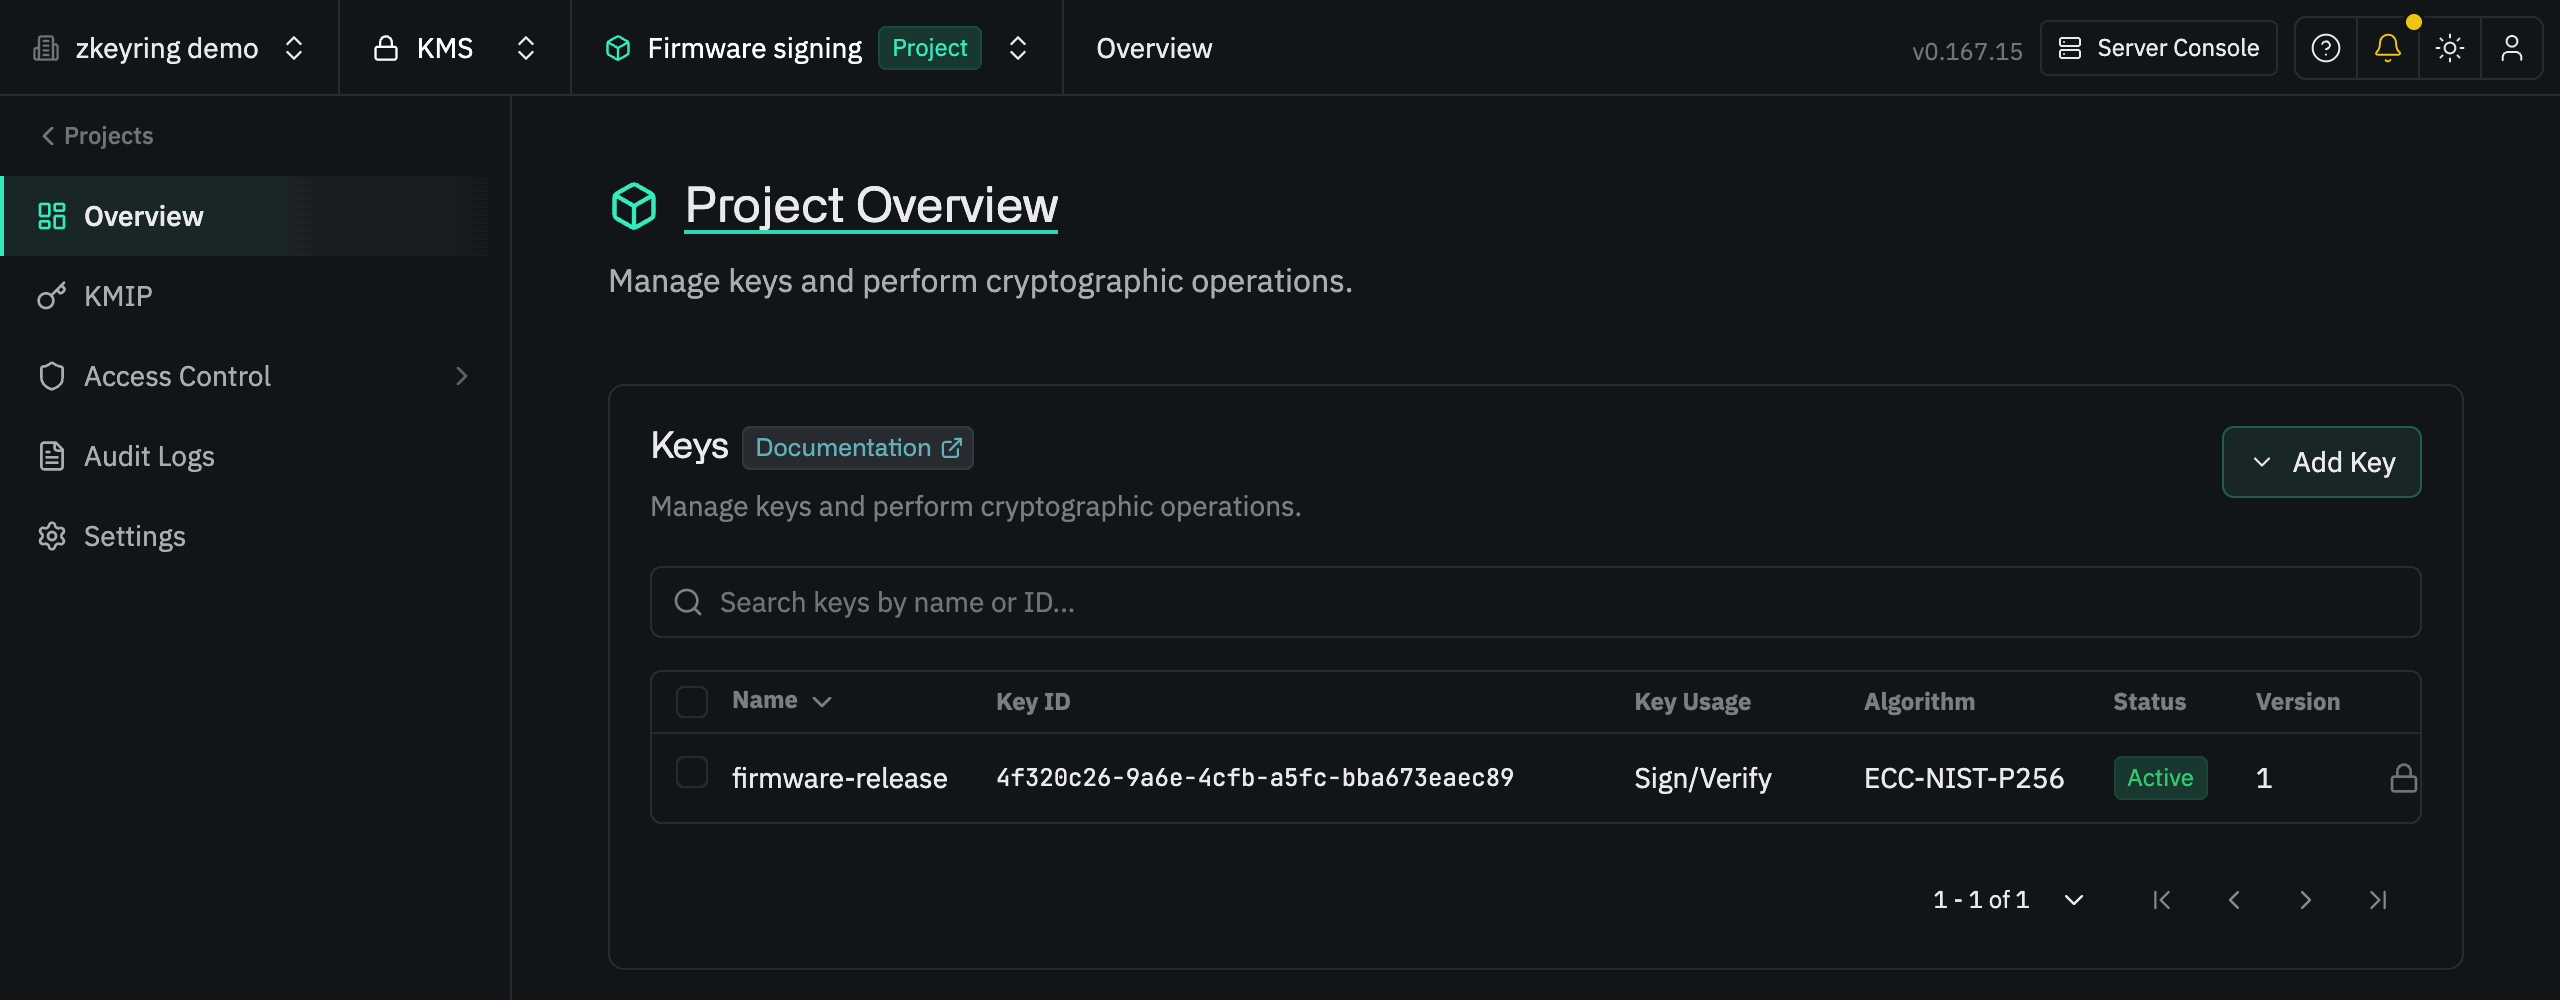 zkeyring demo KMS Firmware signing Project Overview v0.167.15 Server Console
Projects
Overview
KMIP
Access Control
Audit Logs
Settings
Project Overview
Manage keys and perform cryptographic operations.
Keys Documentation
Add Key
Manage keys and perform cryptographic operations.
Search keys by name or ID...
Name Key ID Key Usage Algorithm Status Version
firmware-release 4f320c26-9a6e-4cfb-a5fc-bba673eaec89 Sign/Verify ECC-NIST-P256 Active 1
1 - 1 of 1